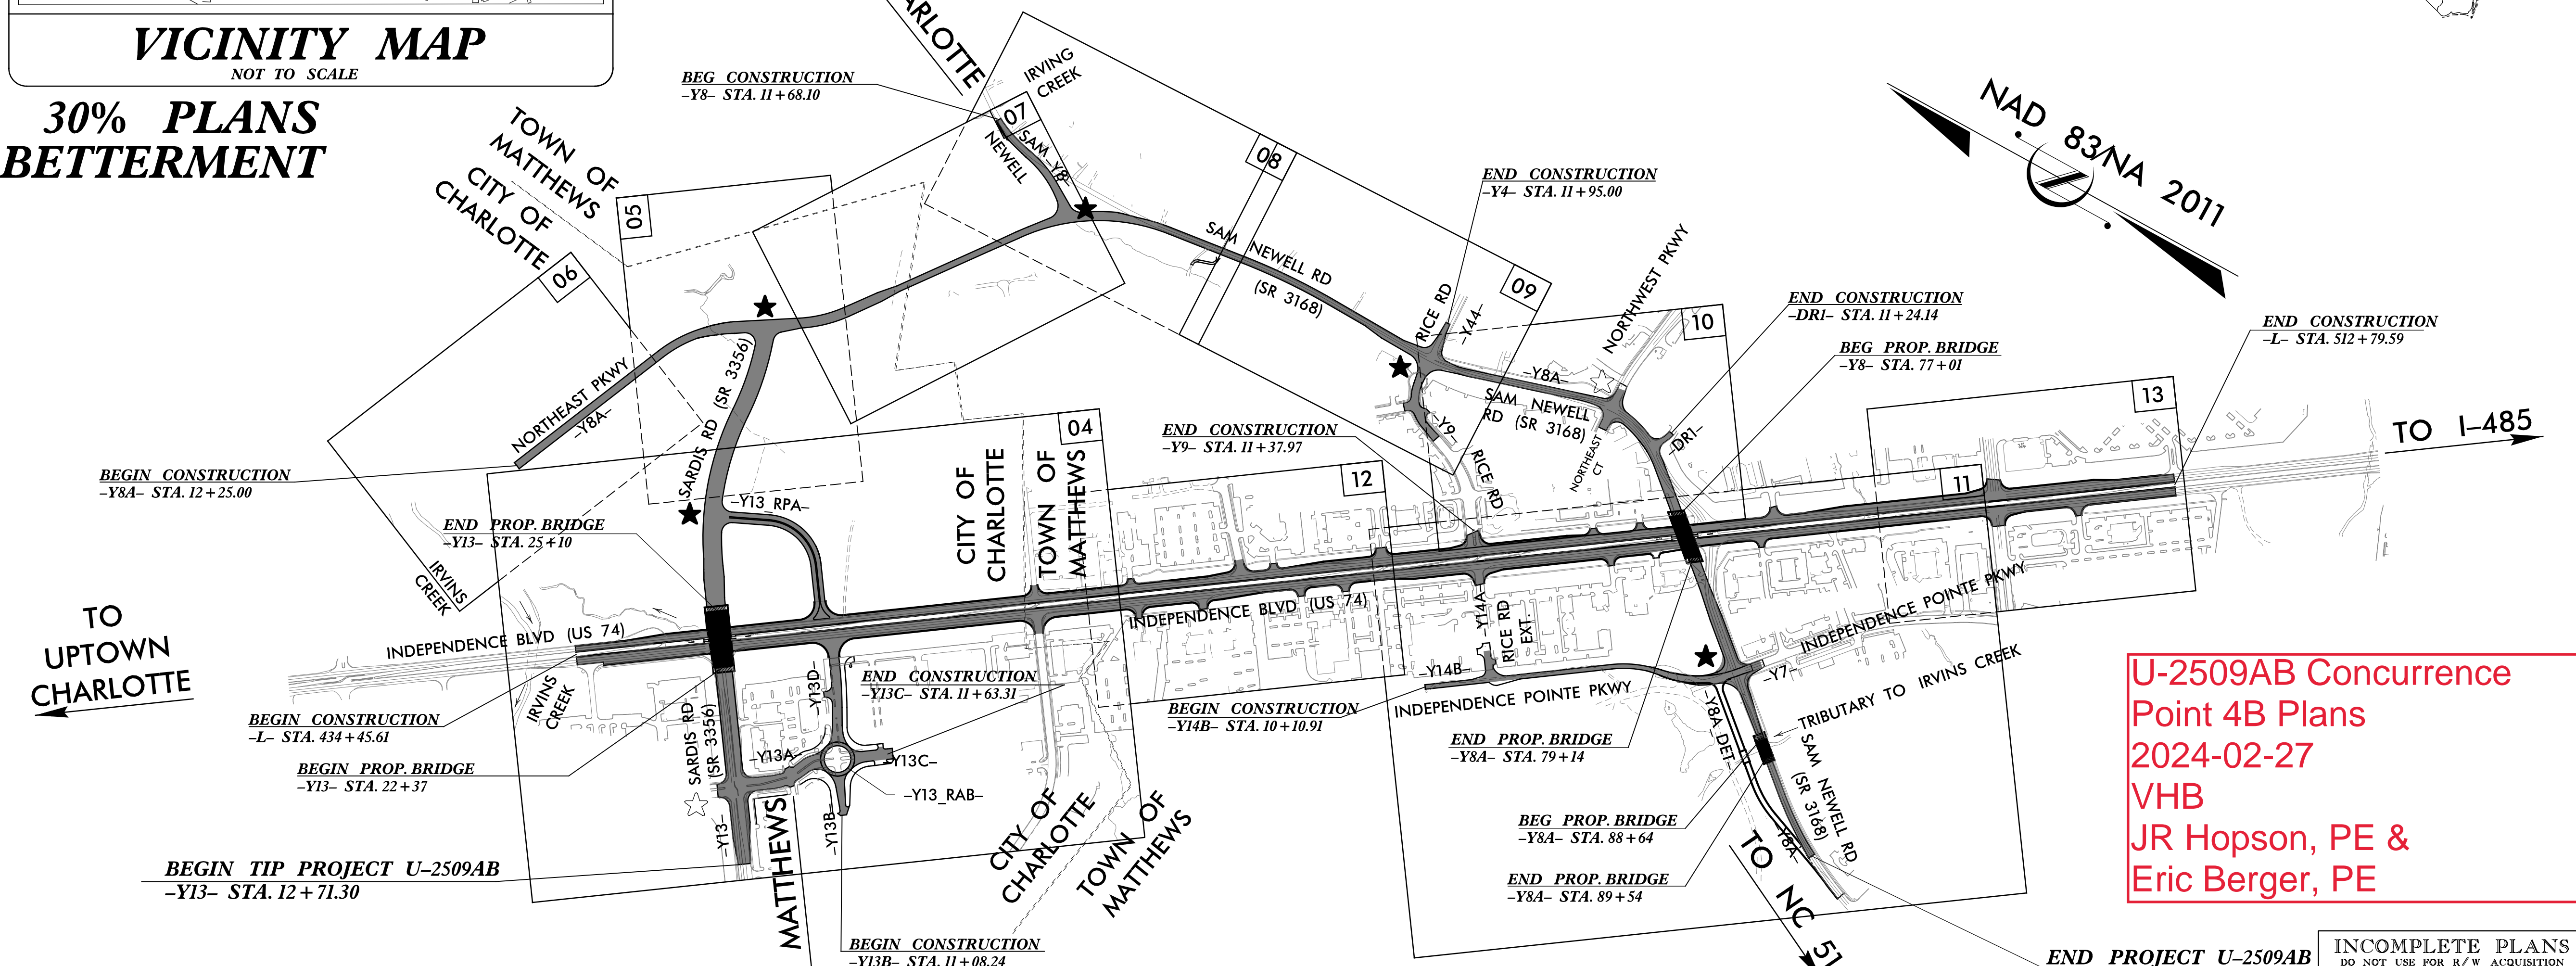 VICINITY MAP
NOT TO SCALE
30% PLANS
BETTERMENT
BEG CONSTRUCTION
–Y8– STA. 11+68.10
IRVING
CREEK
07
SAM
NEWELL
–Y8–
08
TOWN OF
MATTHEWS
CITY OF
CHARLOTTE
05
06
SAM NEWELL RD
(SR 3168)
END CONSTRUCTION
–Y4– STA. 11+95.00
09
RICE RD
–Y44–
NORTHWEST PKWY
10
NAD 83/NA 2011
END CONSTRUCTION
–DR1– STA. 11+24.14
BEG PROP. BRIDGE
–Y8– STA. 77+01
END CONSTRUCTION
–L– STA. 512+79.59
13
TO I–485
NORTHEAST PKWY
–Y8A–
SARDIS RD (SR 3356)
–Y8A–
SAM NEWELL
RD (SR 3168)
NORTHEAST
CT
–DR1–
–Y9–
RICE RD
04
END CONSTRUCTION
–Y9– STA. 11+37.97
12
11
BEGIN CONSTRUCTION
–Y8A– STA. 12+25.00
–Y13_RPA–
CITY OF
CHARLOTTE
TOWN OF
MATTHEWS
END PROP. BRIDGE
–Y13– STA. 25+10
IRVINS
CREEK
TO
UPTOWN
CHARLOTTE
INDEPENDENCE BLVD (US 74)
INDEPENDENCE BLVD (US 74)
–Y14A–
RICE RD
EXT.
INDEPENDENCE POINTE PKWY
–Y14B–
INDEPENDENCE POINTE PKWY
–Y7–
TRIBUTARY TO IRVINS CREEK
IRVINS
CREEK
BEGIN CONSTRUCTION
–L– STA. 434+45.61
BEGIN PROP. BRIDGE
–Y13– STA. 22+37
SARDIS RD
(SR 3356)
–Y13D–
END CONSTRUCTION
–Y13C– STA. 11+63.31
–Y13A–
–Y13C–
–Y13_RAB–
–Y13–
–Y13B–
MATTHEWS
CITY OF
CHARLOTTE
TOWN OF
MATTHEWS
BEGIN CONSTRUCTION
–Y14B– STA. 10+10.91
END PROP. BRIDGE
–Y8A– STA. 79+14
–Y8A DET–
BEG PROP. BRIDGE
–Y8A– STA. 88+64
END PROP. BRIDGE
–Y8A– STA. 89+54
SAM NEWELL RD
(SR 3168)
–Y8A–
TO NC 51
BEGIN TIP PROJECT U–2509AB
–Y13– STA. 12+71.30
BEGIN CONSTRUCTION
–Y13B– STA. 11+08.24
U-2509AB Concurrence
Point 4B Plans
2024-02-27
VHB
JR Hopson, PE &
Eric Berger, PE
END PROJECT U–2509AB
INCOMPLETE PLANS
DO NOT USE FOR R/W ACQUISITION